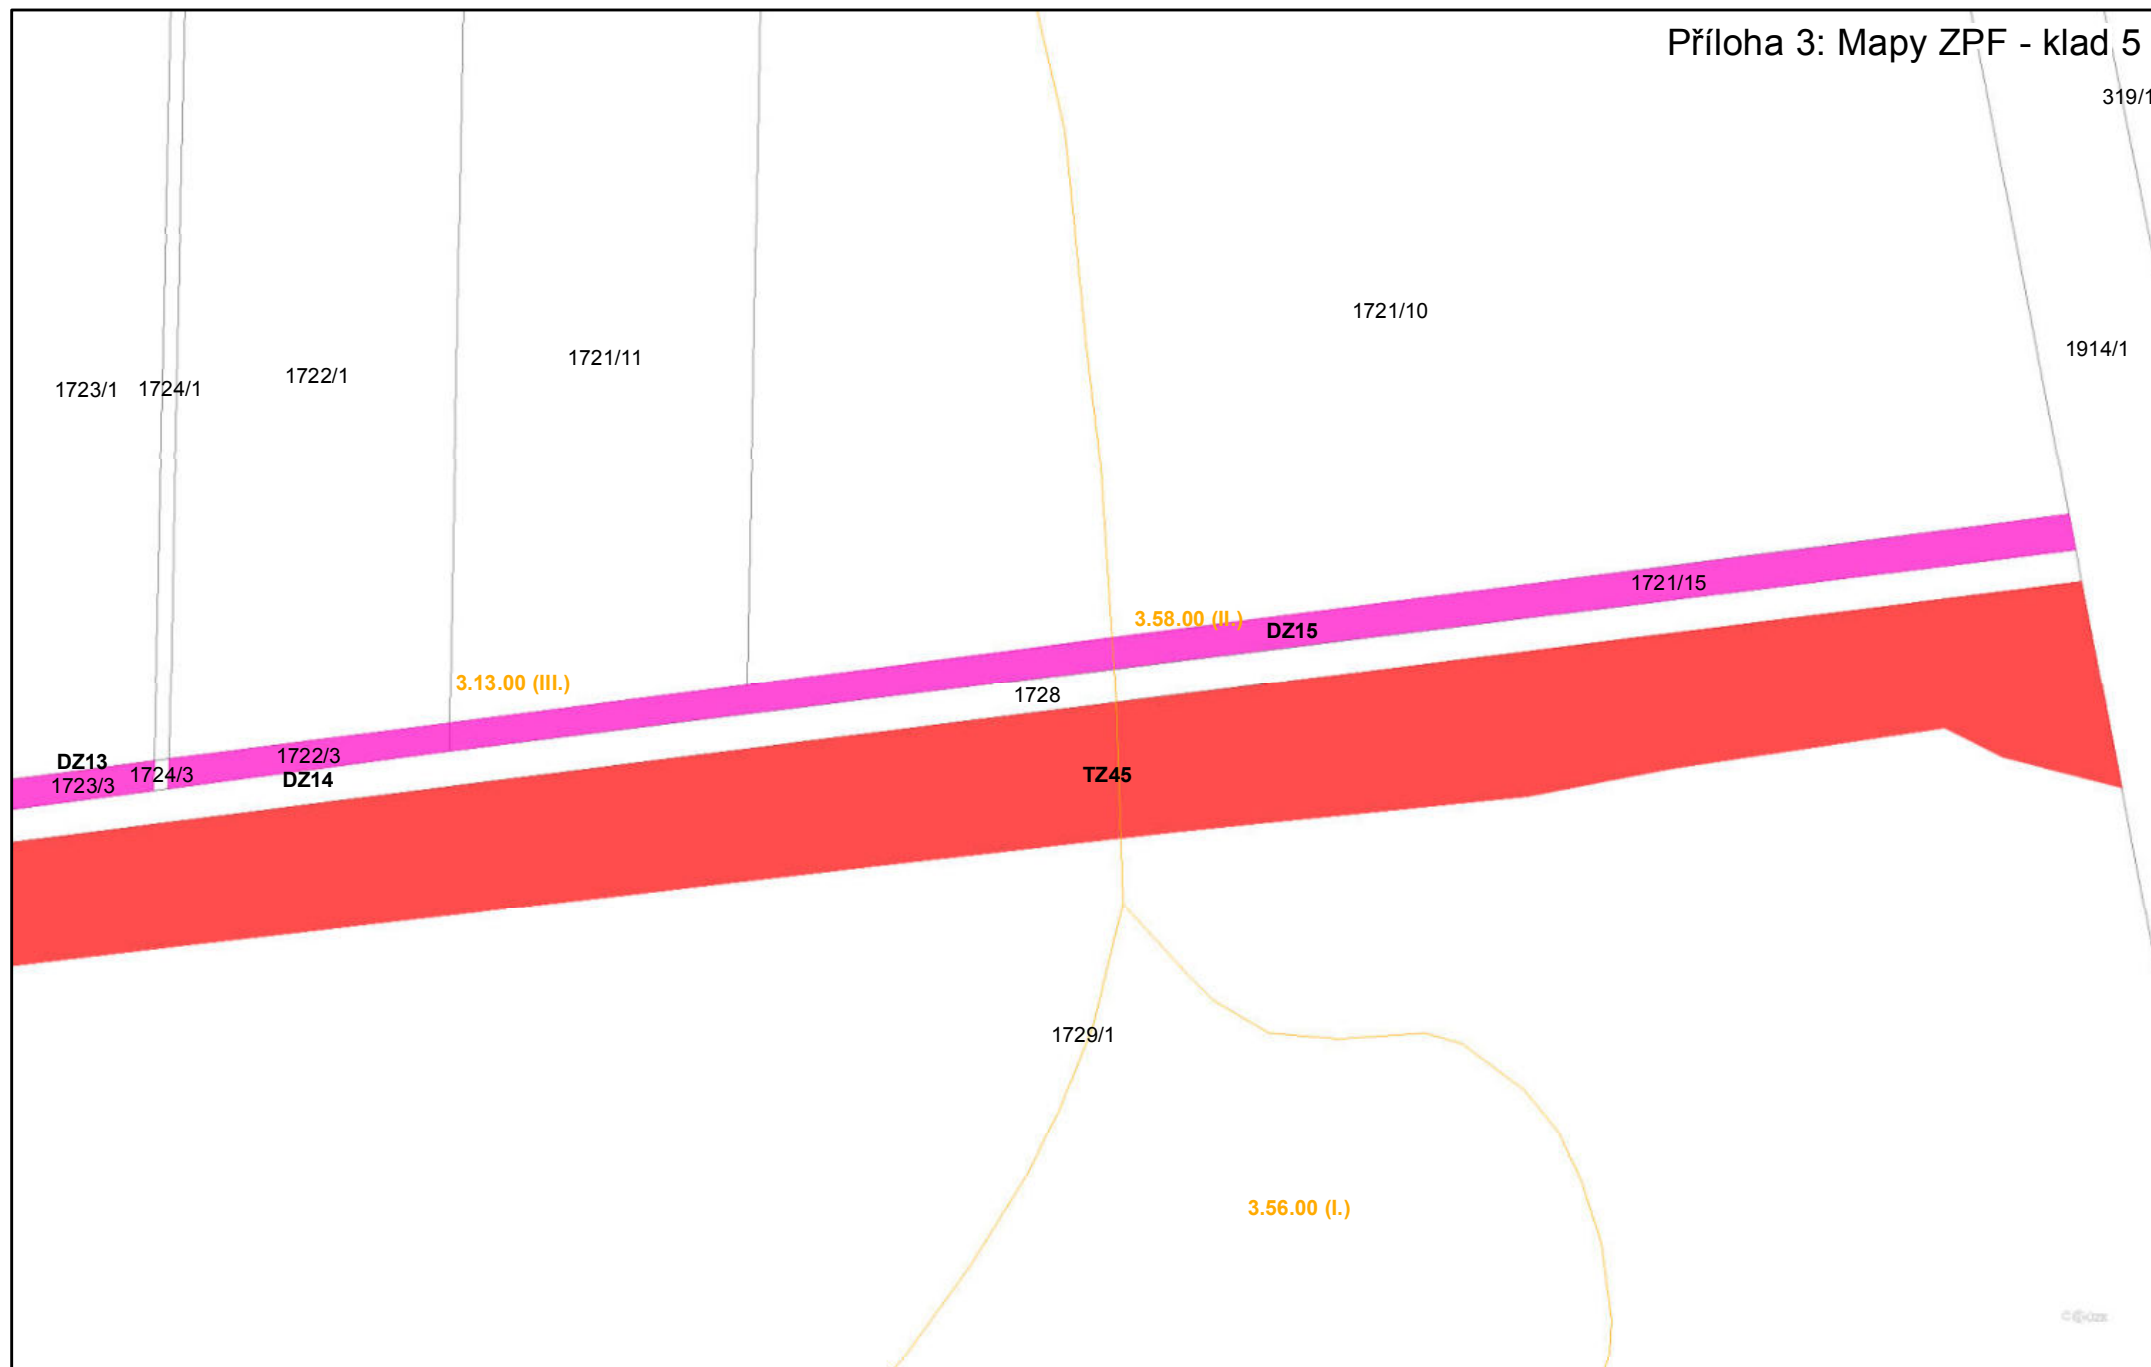 Příloha 3: Mapy ZPF - klad 5
319/1
1721/10
1914/1
1721/11
1722/1
1723/1
1724/1
1721/15
3.58.00 (II.)
DZ15
3.13.00 (III.)
1728
1722/3
DZ13
1724/3
1723/3
DZ14
TZ45
1729/1
3.56.00 (I.)